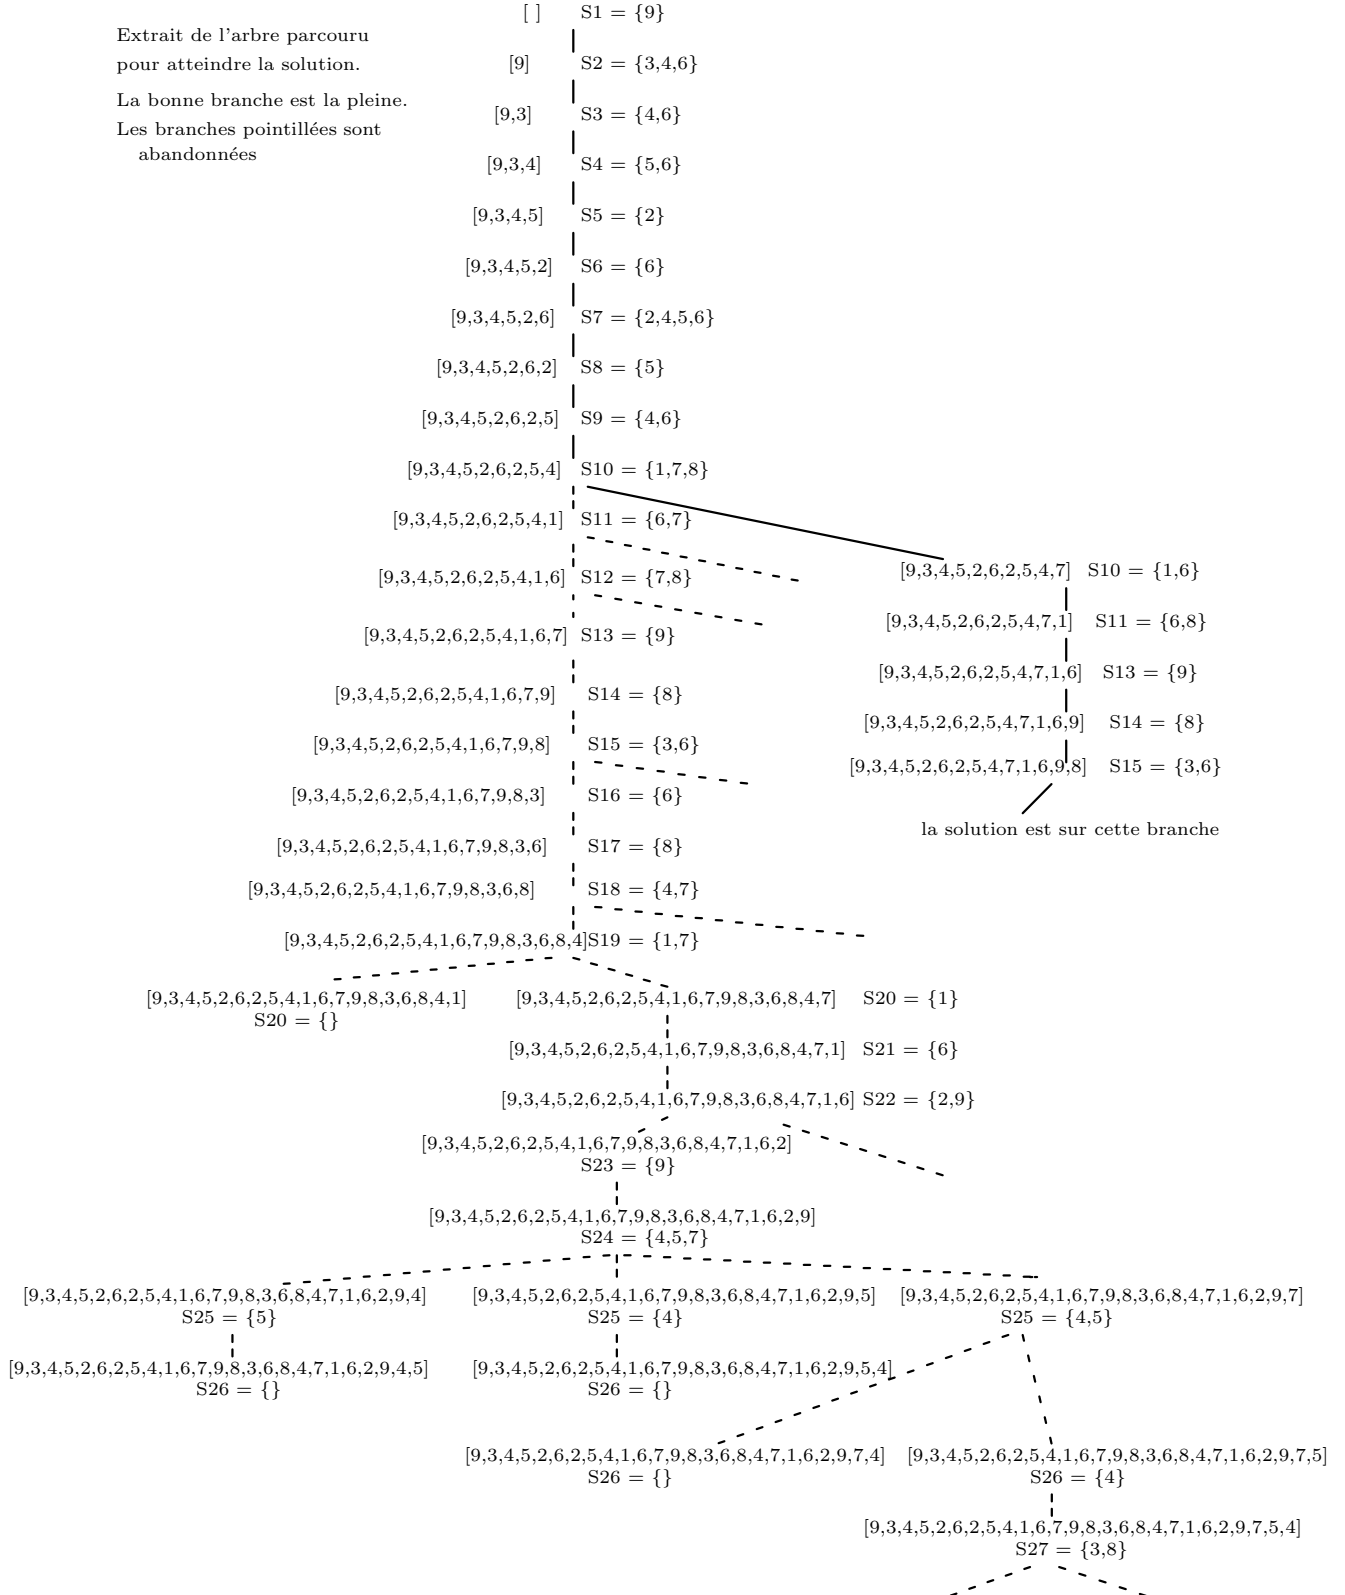 [ ] S1 = {9}
Extrait de l'arbre parcouru
pour atteindre la solution.
[9] S2 = {3,4,6}
La bonne branche est la pleine.
Les branches pointillées sont
abandonnées
[9,3] S3 = {4,6}
[9,3,4] S4 = {5,6}
[9,3,4,5] S5 = {2}
[9,3,4,5,2] S6 = {6}
[9,3,4,5,2,6] S7 = {2,4,5,6}
[9,3,4,5,2,6,2] S8 = {5}
[9,3,4,5,2,6,2,5] S9 = {4,6}
[9,3,4,5,2,6,2,5,4] S10 = {1,7,8}
[9,3,4,5,2,6,2,5,4,1] S11 = {6,7}
[9,3,4,5,2,6,2,5,4,1,6] S12 = {7,8}
[9,3,4,5,2,6,2,5,4,1,6,7] S13 = {9}
[9,3,4,5,2,6,2,5,4,1,6,7,9] S14 = {8}
[9,3,4,5,2,6,2,5,4,1,6,7,9,8] S15 = {3,6}
[9,3,4,5,2,6,2,5,4,1,6,7,9,8,3] S16 = {6}
[9,3,4,5,2,6,2,5,4,1,6,7,9,8,3,6] S17 = {8}
[9,3,4,5,2,6,2,5,4,1,6,7,9,8,3,6,8] S18 = {4,7}
[9,3,4,5,2,6,2,5,4,1,6,7,9,8,3,6,8,4] S19 = {1,7}
[9,3,4,5,2,6,2,5,4,7] S10 = {1,6}
[9,3,4,5,2,6,2,5,4,7,1] S11 = {6,8}
[9,3,4,5,2,6,2,5,4,7,1,6] S13 = {9}
[9,3,4,5,2,6,2,5,4,7,1,6,9] S14 = {8}
[9,3,4,5,2,6,2,5,4,7,1,6,9,8] S15 = {3,6}
la solution est sur cette branche
[9,3,4,5,2,6,2,5,4,1,6,7,9,8,3,6,8,4,1]
S20 = {}
[9,3,4,5,2,6,2,5,4,1,6,7,9,8,3,6,8,4,7] S20 = {1}
[9,3,4,5,2,6,2,5,4,1,6,7,9,8,3,6,8,4,7,1] S21 = {6}
[9,3,4,5,2,6,2,5,4,1,6,7,9,8,3,6,8,4,7,1,6] S22 = {2,9}
[9,3,4,5,2,6,2,5,4,1,6,7,9,8,3,6,8,4,7,1,6,2]
S23 = {9}
[9,3,4,5,2,6,2,5,4,1,6,7,9,8,3,6,8,4,7,1,6,2,9]
S24 = {4,5,7}
[9,3,4,5,2,6,2,5,4,1,6,7,9,8,3,6,8,4,7,1,6,2,9,4]
S25 = {5}
[9,3,4,5,2,6,2,5,4,1,6,7,9,8,3,6,8,4,7,1,6,2,9,5]
S25 = {4}
[9,3,4,5,2,6,2,5,4,1,6,7,9,8,3,6,8,4,7,1,6,2,9,7]
S25 = {4,5}
[9,3,4,5,2,6,2,5,4,1,6,7,9,8,3,6,8,4,7,1,6,2,9,4,5]
S26 = {}
[9,3,4,5,2,6,2,5,4,1,6,7,9,8,3,6,8,4,7,1,6,2,9,5,4]
S26 = {}
[9,3,4,5,2,6,2,5,4,1,6,7,9,8,3,6,8,4,7,1,6,2,9,7,4]
S26 = {}
[9,3,4,5,2,6,2,5,4,1,6,7,9,8,3,6,8,4,7,1,6,2,9,7,5]
S26 = {4}
[9,3,4,5,2,6,2,5,4,1,6,7,9,8,3,6,8,4,7,1,6,2,9,7,5,4]
S27 = {3,8}